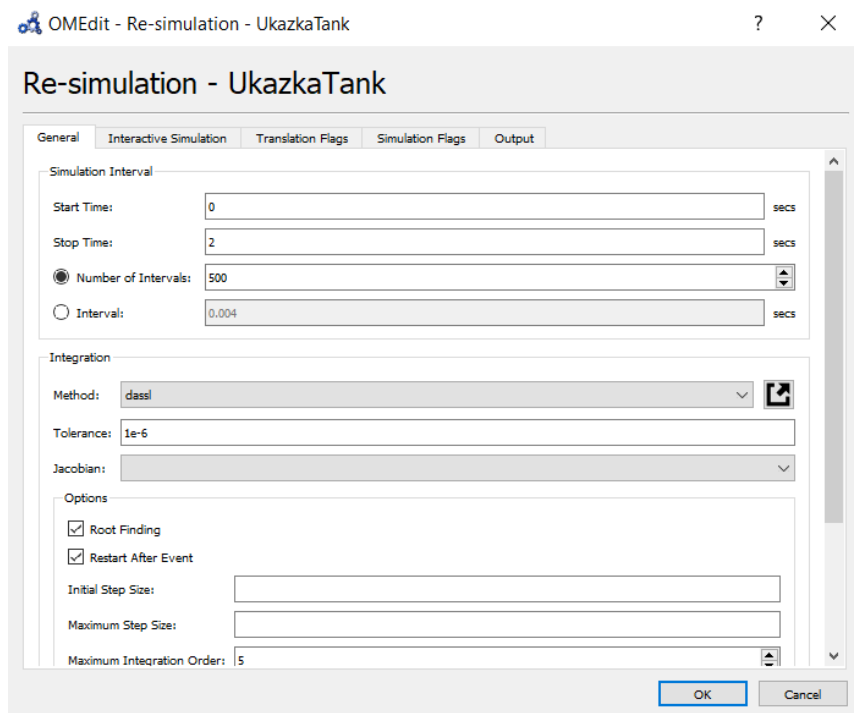 OMEdit - Re-simulation - UkazkaTank ?
Re-simulation - UkazkaTank
General Interactive Simulation Translation Flags Simulation Flags Output
Simulation Interval
Start Time: 0 secs
Stop Time: 2 secs
Number of Intervals: 500
Interval: 0.004 secs
Integration
Method: dassl
Tolerance: 1e-6
Jacobian:
Options
Root Finding
Restart After Event
Initial Step Size:
Maximum Step Size:
Maximum Integration Order: 5
OK Cancel